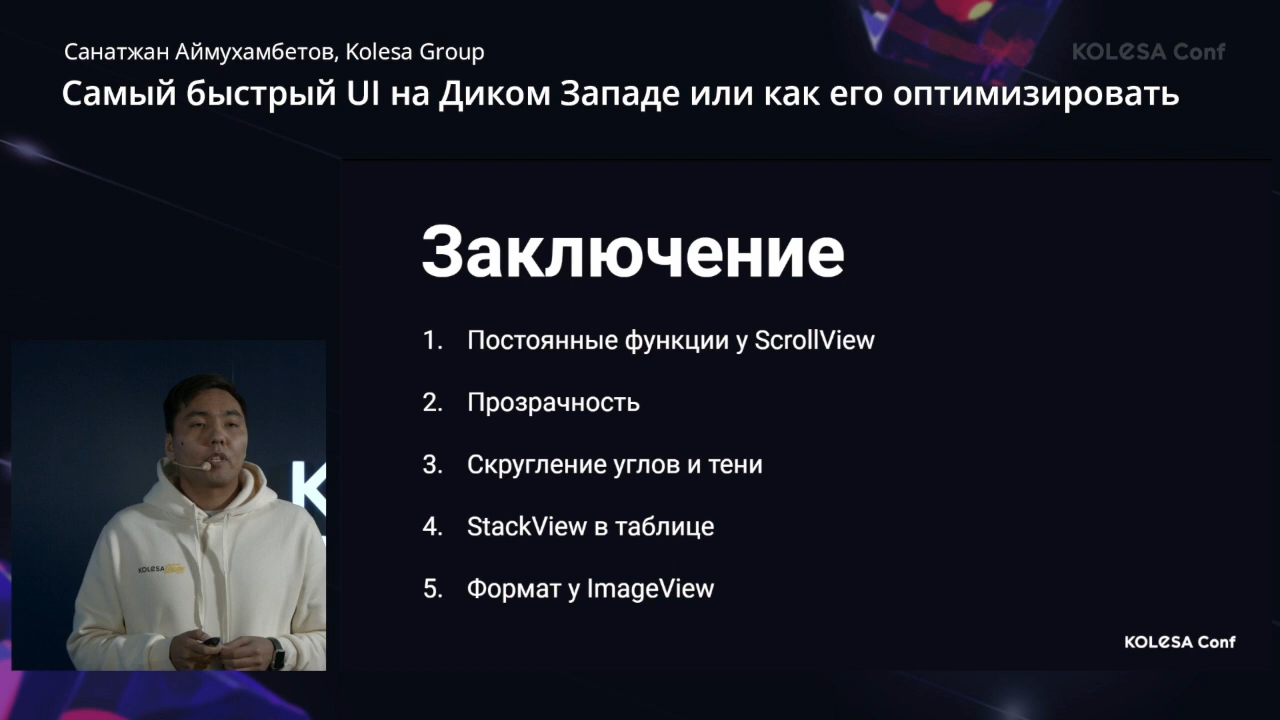 Санатжан Аймухамбетов, Kolesa Group
KOLESA Conf
Самый быстрый UI на Диком Западе или как его оптимизировать
Заключение
1. Постоянные функции у ScrollView
2. Прозрачность
3. Скругление углов и тени
4. StackView в таблице
5. Формат у ImageView
K
KOLESA
KOLESA Conf